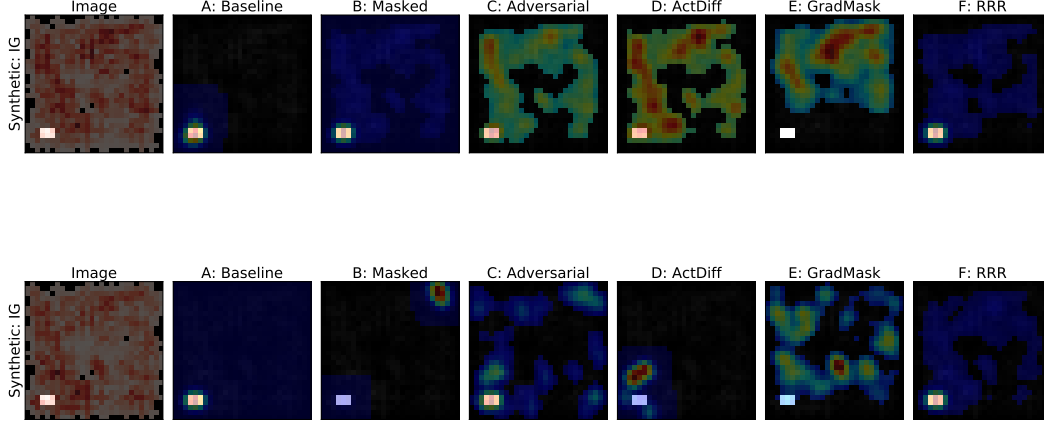 Image A: Baseline B: Masked C: Adversarial D: ActDiff E: GradMask F: RRR
Synthetic: IG
Image A: Baseline B: Masked C: Adversarial D: ActDiff E: GradMask F: RRR
Synthetic: IG